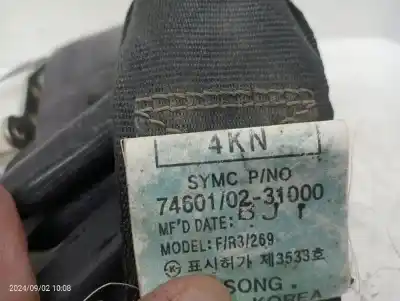 4KN
SYMC P/NO
74601/02-31000
MF'D DATE: BJ
MODEL: F/R3/269
표시허가 제3533호
SONG
KOREA
2024/09/02 10:08